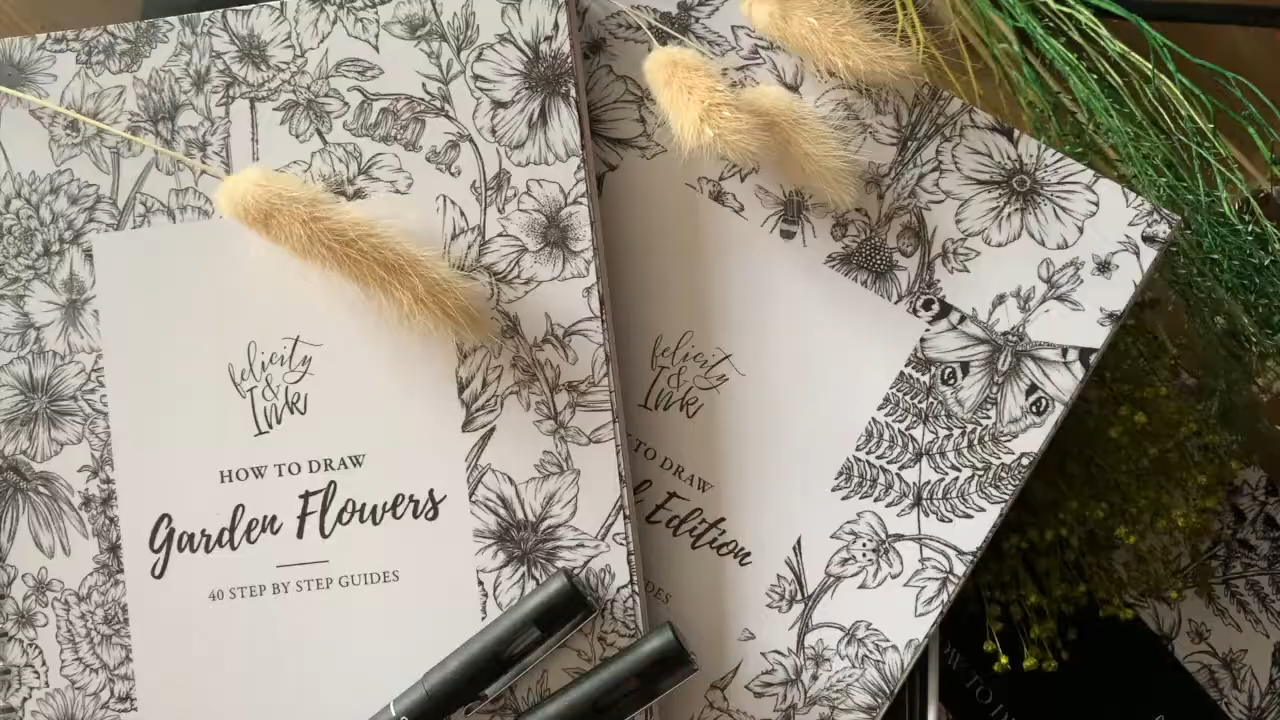 felicity
&
Ink
HOW TO DRAW
Garden Flowers
40 STEP BY STEP GUIDES
felicity
&
Ink
TO DRAW
Edition